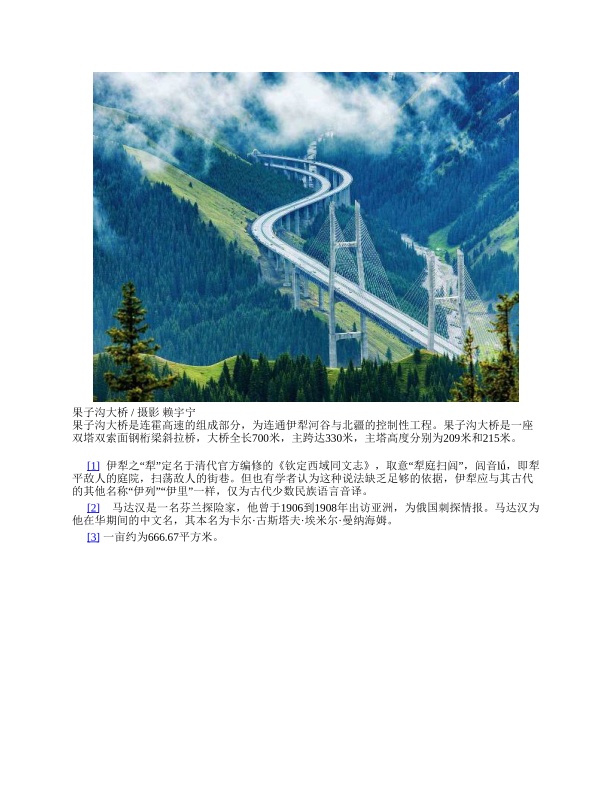 果子沟大桥 / 摄影 赖宇宁
果子沟大桥是连霍高速的组成部分，为连通伊犁河谷与北疆的控制性工程。果子沟大桥是一座
双塔双索面钢桁梁斜拉桥，大桥全长700米，主跨达330米，主塔高度分别为209米和215米。
[1] 伊犁之“犁”定名于清代官方编修的《钦定西域同文志》，取意“犁庭扫闾”，闾音lǘ，即犁
平敌人的庭院，扫荡敌人的街巷。但也有学者认为这种说法缺乏足够的依据，伊犁应与其古代
的其他名称“伊列”“伊里”一样，仅为古代少数民族语言音译。
[2] 马达汉是一名芬兰探险家，他曾于1906到1908年出访亚洲，为俄国刺探情报。马达汉为
他在华期间的中文名，其本名为卡尔·古斯塔夫·埃米尔·曼纳海姆。
[3] 一亩约为666.67平方米。